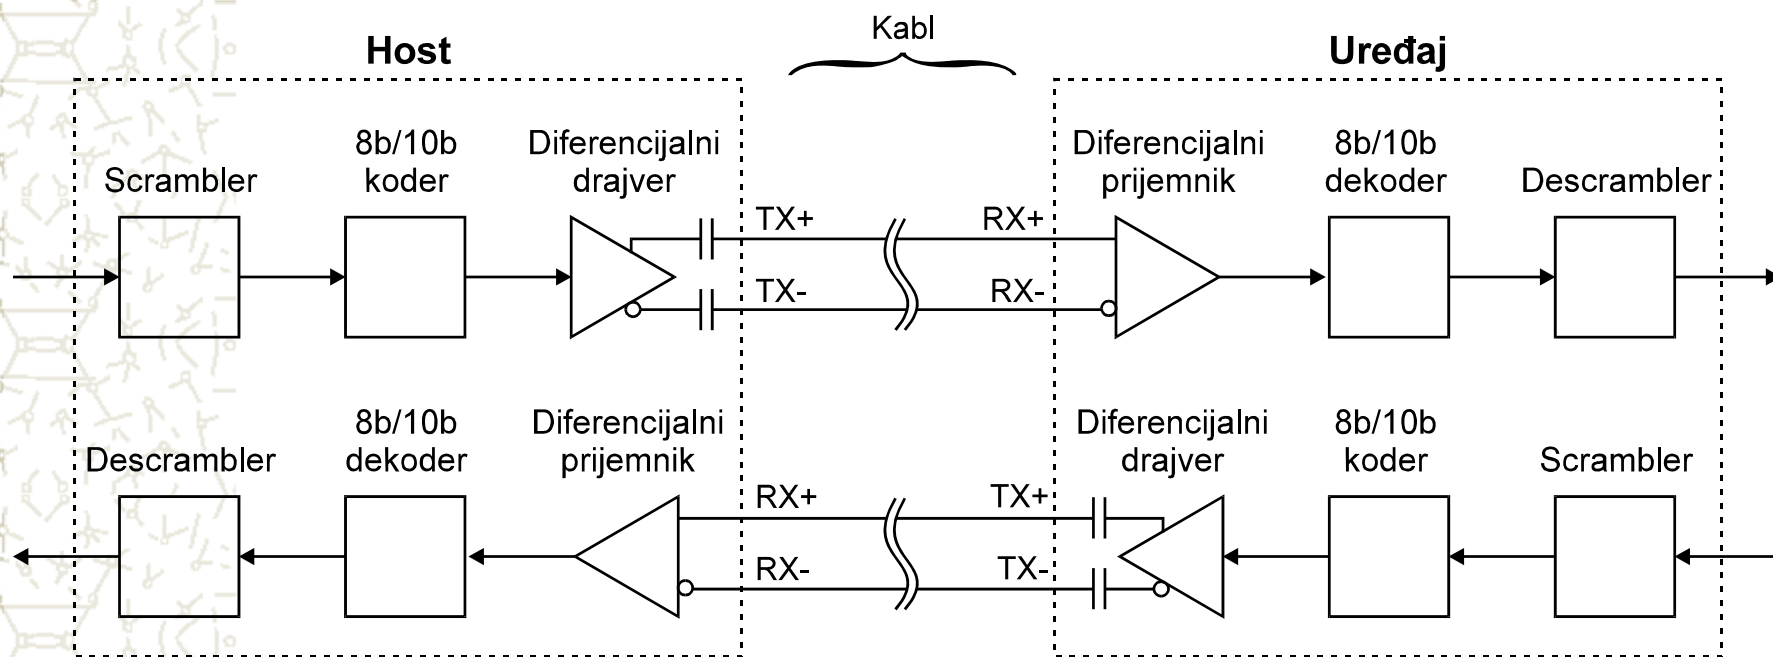 Kabl
Host
Uređaj
Scrambler
8b/10b
koder
Diferencijalni
drajver
Diferencijalni
prijemnik
8b/10b
dekoder
Descrambler
TX+
RX+
TX-
RX-
Descrambler
8b/10b
dekoder
Diferencijalni
prijemnik
Diferencijalni
drajver
8b/10b
koder
Scrambler
RX+
TX+
RX-
TX-